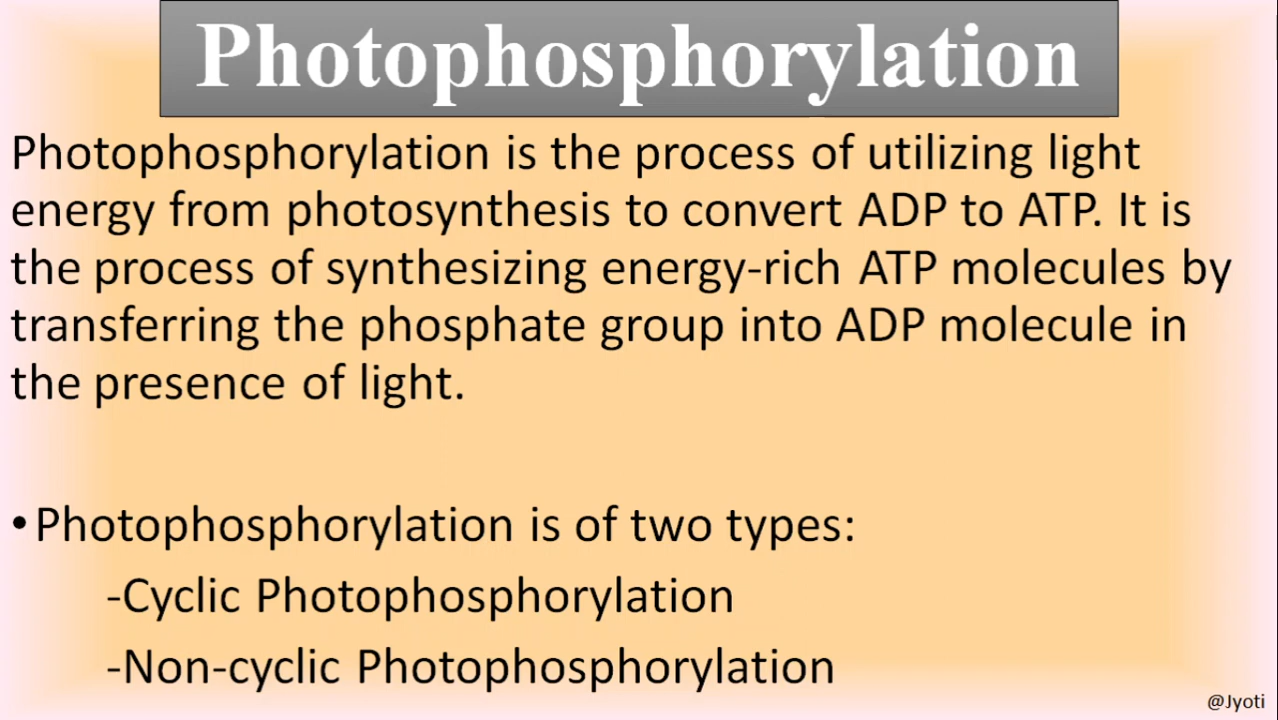 Photophosphorylation
Photophosphorylation is the process of utilizing light
energy from photosynthesis to convert ADP to ATP. It is
the process of synthesizing energy-rich ATP molecules by
transferring the phosphate group into ADP molecule in
the presence of light.
•Photophosphorylation is of two types:
-Cyclic Photophosphorylation
-Non-cyclic Photophosphorylation
@Jyoti